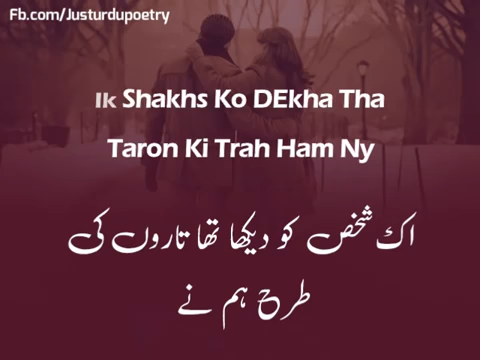 Fb.com/Justurdupoetry
Ik Shakhs Ko DEkha Tha
Taron Ki Trah Ham Ny
اک شخص کو دیکھا تھا تاروں کی
طرح ہم نے